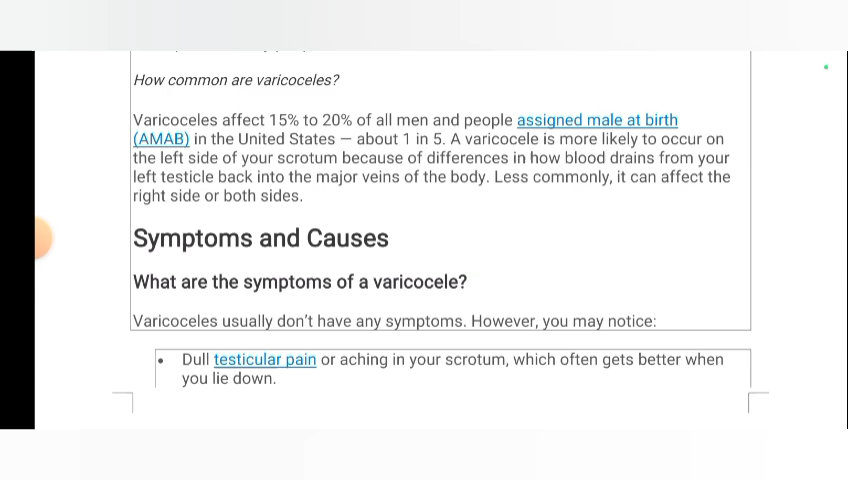 How common are varicoceles?
Varicoceles affect 15% to 20% of all men and people assigned male at birth
(AMAB) in the United States — about 1 in 5. A varicocele is more likely to occur on
the left side of your scrotum because of differences in how blood drains from your
left testicle back into the major veins of the body. Less commonly, it can affect the
right side or both sides.
Symptoms and Causes
What are the symptoms of a varicocele?
Varicoceles usually don’t have any symptoms. However, you may notice:
• Dull testicular pain or aching in your scrotum, which often gets better when
you lie down.